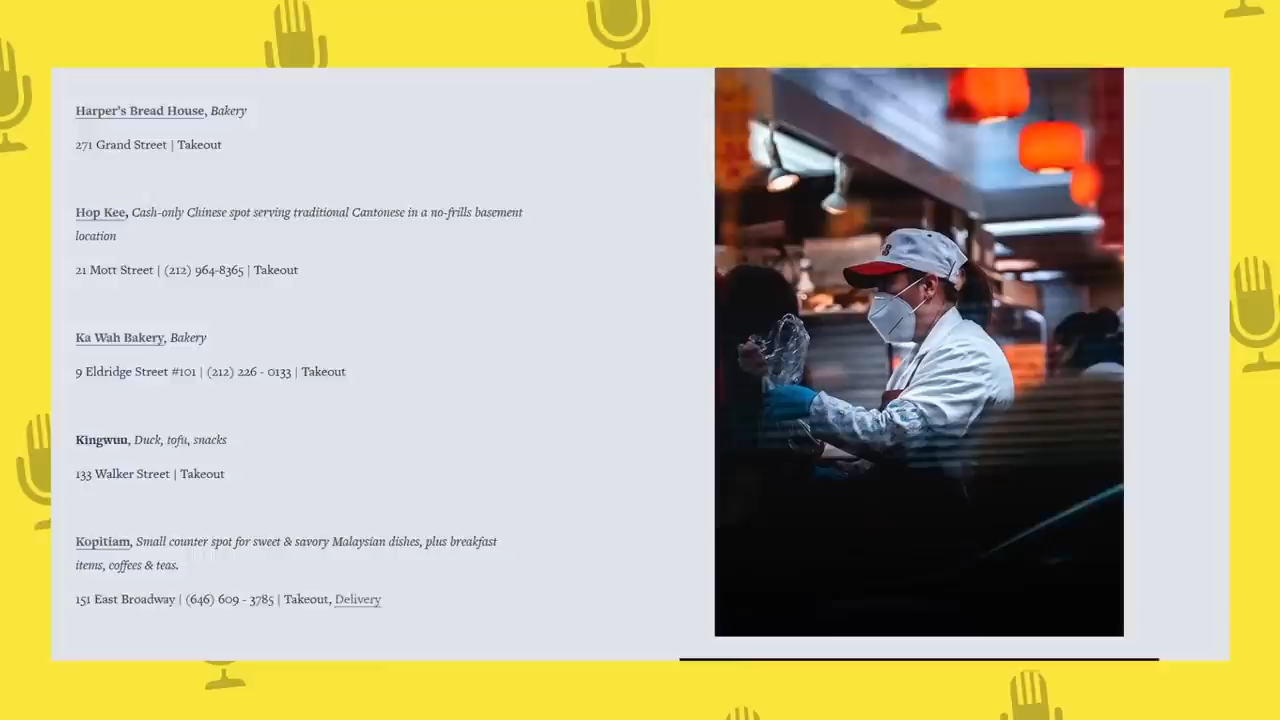 Harper's Bread House, Bakery
271 Grand Street | Takeout
Hop Kee, Cash-only Chinese spot serving traditional Cantonese in a no-frills basement
location
21 Mott Street | (212) 964-8365 | Takeout
Ka Wah Bakery, Bakery
9 Eldridge Street #101 | (212) 226 - 0133 | Takeout
Kingwuu, Duck, tofu, snacks
133 Walker Street | Takeout
Kopitiam, Small counter spot for sweet & savory Malaysian dishes, plus breakfast
items, coffees & teas.
151 East Broadway | (646) 609 - 3785 | Takeout, Delivery